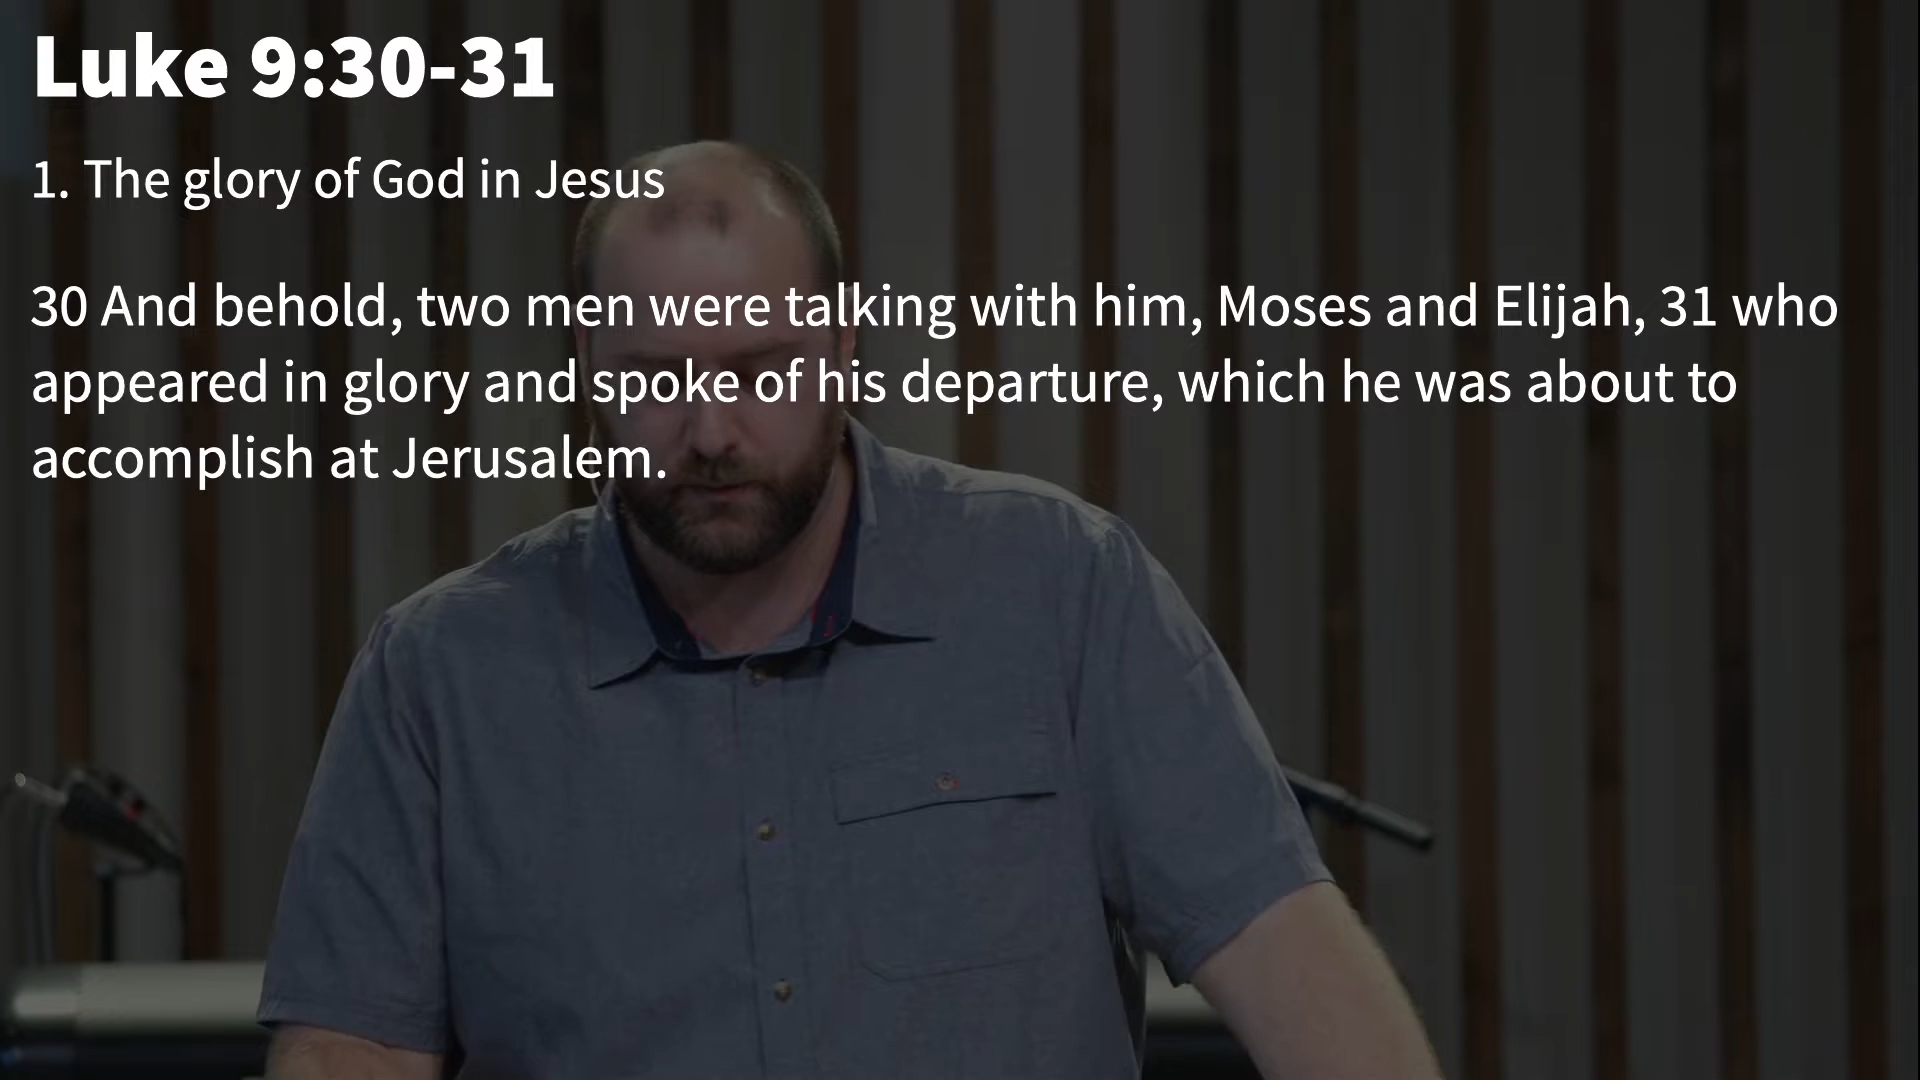 Luke 9:30-31
1. The glory of God in Jesus
30 And behold, two men were talking with him, Moses and Elijah, 31 who
appeared in glory and spoke of his departure, which he was about to
accomplish at Jerusalem.